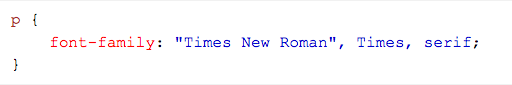 p {
    font-family: "Times New Roman", Times, serif;
}